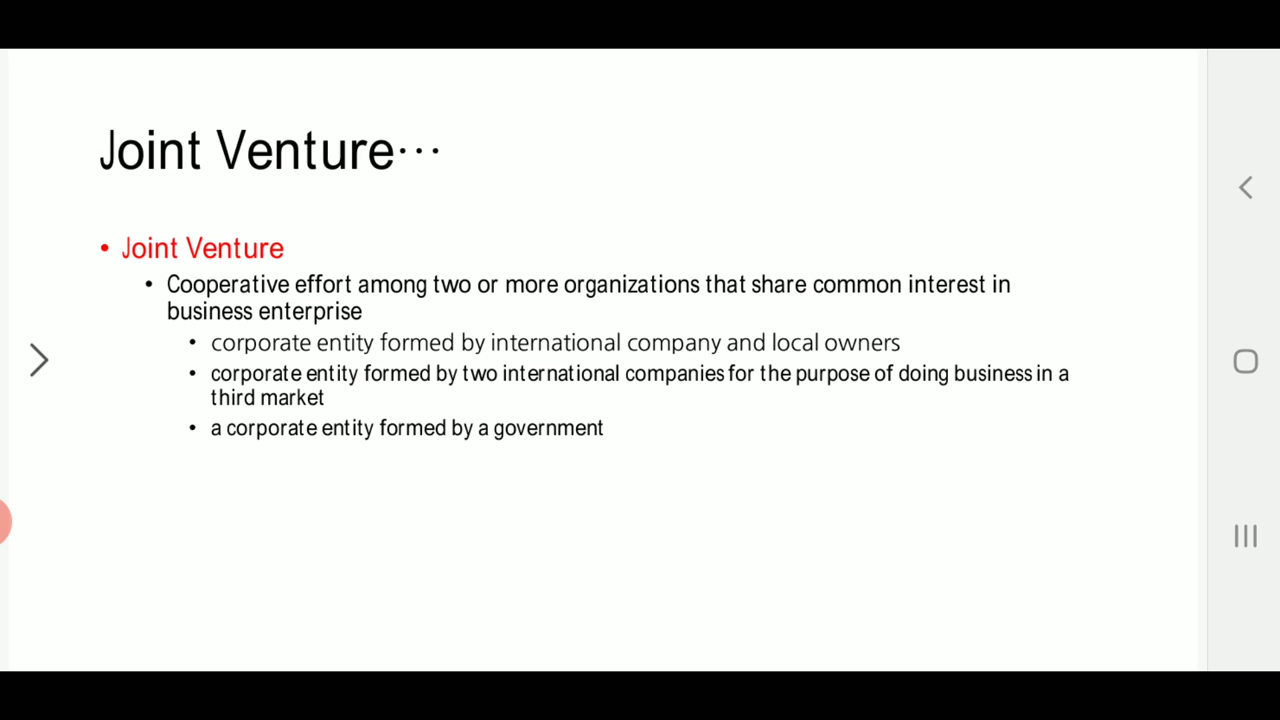 Joint Venture…
• Joint Venture
• Cooperative effort among two or more organizations that share common interest in
business enterprise
• corporate entity formed by international company and local owners
• corporate entity formed by two international companies for the purpose of doing business in a
third market
• a corporate entity formed by a government